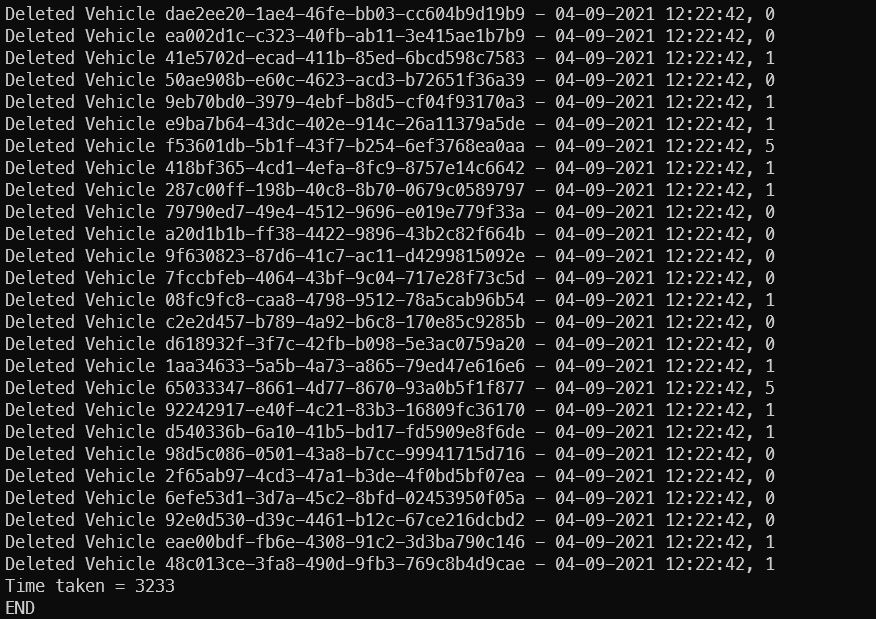 Deleted Vehicle dae2ee20-1ae4-46fe-bb03-cc604b9d19b9 - 04-09-2021 12:22:42, 0
Deleted Vehicle ea002d1c-c323-40fb-ab11-3e415ae1b7b9 - 04-09-2021 12:22:42, 0
Deleted Vehicle 41e5702d-ecad-411b-85ed-6bcd598c7583 - 04-09-2021 12:22:42, 1
Deleted Vehicle 50ae908b-e60c-4623-acd3-b72651f36a39 - 04-09-2021 12:22:42, 0
Deleted Vehicle 9eb70bd0-3979-4ebf-b8d5-cf04f93170a3 - 04-09-2021 12:22:42, 1
Deleted Vehicle e9ba7b64-43dc-402e-914c-26a11379a5de - 04-09-2021 12:22:42, 1
Deleted Vehicle f53601db-5b1f-43f7-b254-6ef3768ea0aa - 04-09-2021 12:22:42, 5
Deleted Vehicle 418bf365-4cd1-4efa-8fc9-8757e14c6642 - 04-09-2021 12:22:42, 1
Deleted Vehicle 287c00ff-198b-40c8-8b70-0679c0589797 - 04-09-2021 12:22:42, 1
Deleted Vehicle 79790ed7-49e4-4512-9696-e019e779f33a - 04-09-2021 12:22:42, 0
Deleted Vehicle a20d1b1b-ff38-4422-9896-43b2c82f664b - 04-09-2021 12:22:42, 0
Deleted Vehicle 9f630823-87d6-41c7-ac11-d4299815092e - 04-09-2021 12:22:42, 0
Deleted Vehicle 7fccbfeb-4064-43bf-9c04-717e28f73c5d - 04-09-2021 12:22:42, 0
Deleted Vehicle 08fc9fc8-caa8-4798-9512-78a5cab96b54 - 04-09-2021 12:22:42, 1
Deleted Vehicle c2e2d457-b789-4a92-b6c8-170e85c9285b - 04-09-2021 12:22:42, 0
Deleted Vehicle d618932f-3f7c-42fb-b098-5e3ac0759a20 - 04-09-2021 12:22:42, 0
Deleted Vehicle 1aa34633-5a5b-4a73-a865-79ed47e616e6 - 04-09-2021 12:22:42, 1
Deleted Vehicle 65033347-8661-4d77-8670-93a0b5f1f877 - 04-09-2021 12:22:42, 5
Deleted Vehicle 92242917-e40f-4c21-83b3-16809fc36170 - 04-09-2021 12:22:42, 1
Deleted Vehicle d540336b-6a10-41b5-bd17-fd5909e8f6de - 04-09-2021 12:22:42, 1
Deleted Vehicle 98d5c086-0501-43a8-b7cc-99941715d716 - 04-09-2021 12:22:42, 0
Deleted Vehicle 2f65ab97-4cd3-47a1-b3de-4f0bd5bf07ea - 04-09-2021 12:22:42, 0
Deleted Vehicle 6efe53d1-3d7a-45c2-8bfd-02453950f05a - 04-09-2021 12:22:42, 0
Deleted Vehicle 92e0d530-d39c-4461-b12c-67ce216dcbd2 - 04-09-2021 12:22:42, 0
Deleted Vehicle eae00bdf-fb6e-4308-91c2-3d3ba790c146 - 04-09-2021 12:22:42, 1
Deleted Vehicle 48c013ce-3fa8-490d-9fb3-769c8b4d9cae - 04-09-2021 12:22:42, 1
Time taken = 3233
END